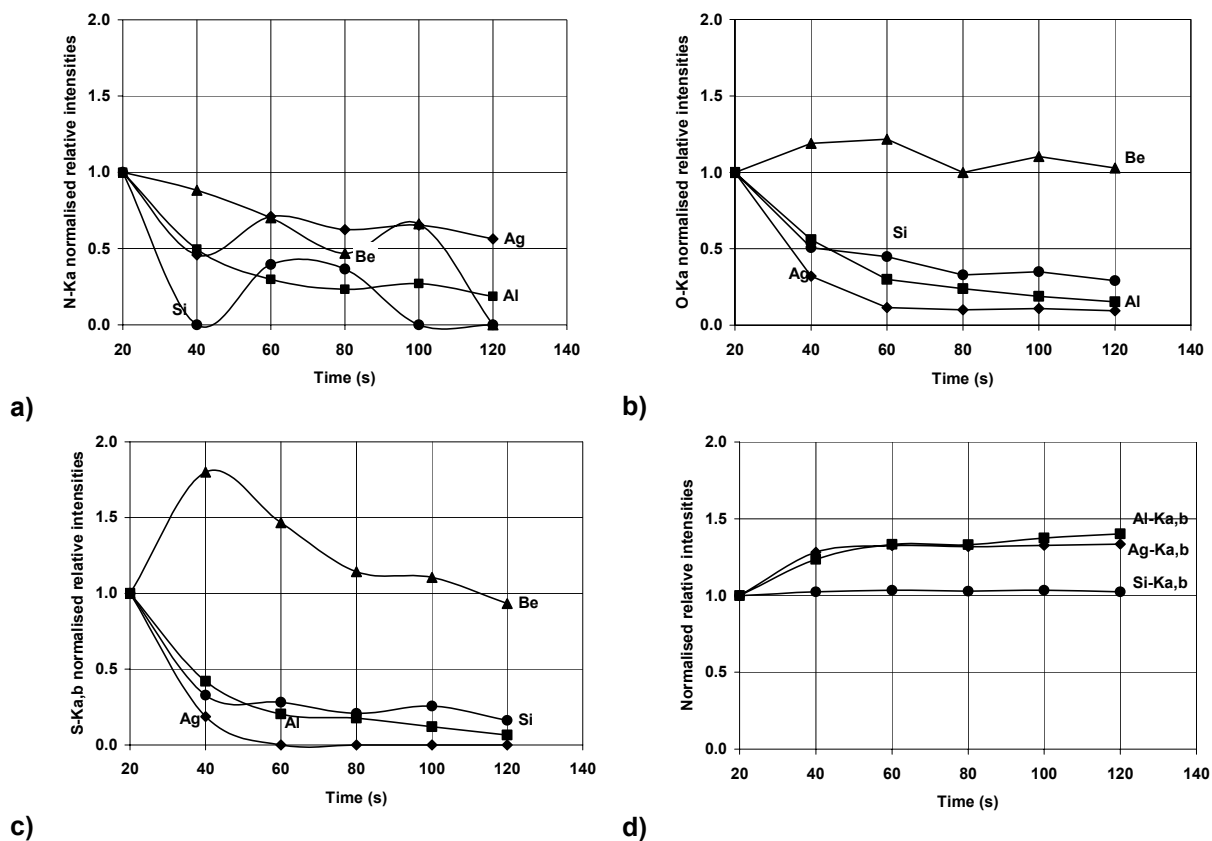 2.0
1.5
1.0
0.5
0.0
N-Ka normalised relative intensities
Ag
Be
Al
Si
20 40 60 80 100 120 140
Time (s)
a)
2.0
1.5
1.0
0.5
0.0
O-Ka normalised relative intensities
Be
Si
Ag
Al
20 40 60 80 100 120 140
Time (s)
b)
2.0
1.5
1.0
0.5
0.0
S-Ka,b normalised relative intensities
Be
Ag
Al
Si
20 40 60 80 100 120 140
Time (s)
c)
2.0
1.5
1.0
0.5
0.0
Normalised relative intensities
Al-Ka,b
Ag-Ka,b
Si-Ka,b
20 40 60 80 100 120 140
Time (s)
d)